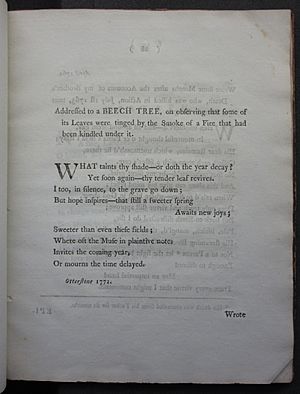 ( 28 )
Addressed to a BEECH TREE, on observing that some of
its Leaves were tinged by the Smoke of a Fire that had
been kindled under it.
WHAT taints thy shade—or doth the year decay?
Yet soon again—thy tender leaf revives.
I too, in silence, to the grave go down;
But hope inspires—that still a sweeter spring
Awaits new joys;
Sweeter than even these fields;
Where oft the Muse in plaintive notes
Invites the coming year,
Or mourns the time delayed.
Otterstone 1772.
Wrote